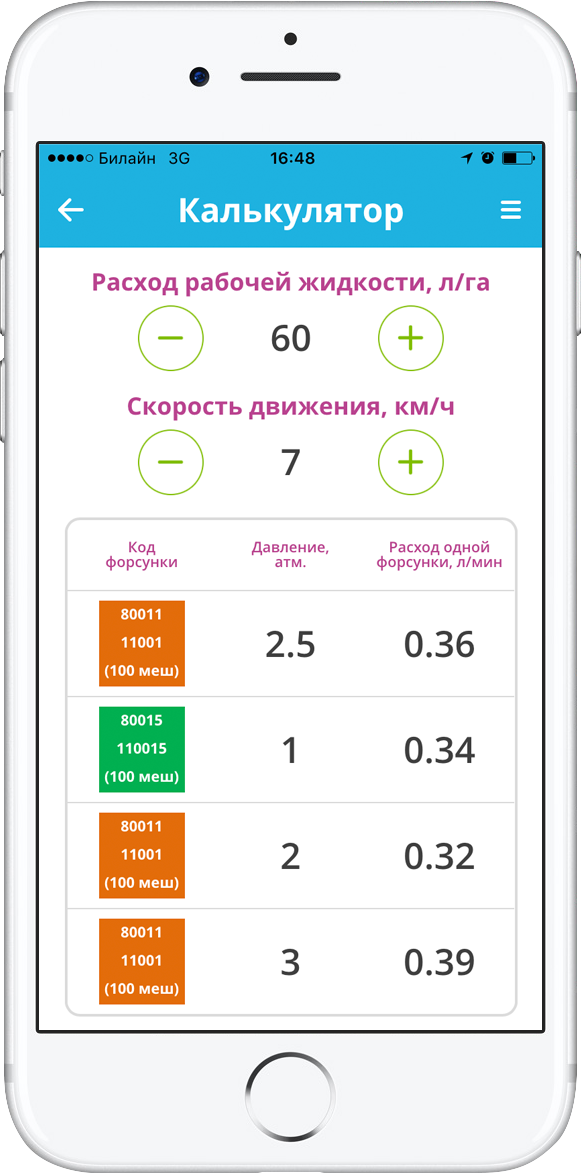 Билайн 3G 16:48
Калькулятор
Расход рабочей жидкости, л/га
− 60 +
Скорость движения, км/ч
− 7 +
Код форсунки
Давление, атм.
Расход одной форсунки, л/мин
80011
11001
(100 меш)
2.5
0.36
80015
110015
(100 меш)
1
0.34
80011
11001
(100 меш)
2
0.32
80011
11001
(100 меш)
3
0.39